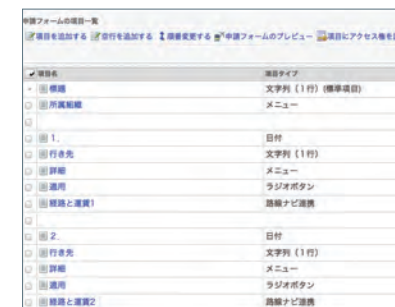 申請フォームの項目一覧
項目を追加する 空行を追加する 順番変更する 申請フォームのプレビュー 項目にアクセス権を
項目名 項目タイプ
標題 文字列（1行）(標準項目)
所属組織 メニュー
1. 日付
行き先 文字列（1行）
詳細 メニュー
適用 ラジオボタン
経路と運賃1 路線ナビ連携
2. 日付
行き先 文字列（1行）
詳細 メニュー
適用 ラジオボタン
経路と運賃2 路線ナビ連携